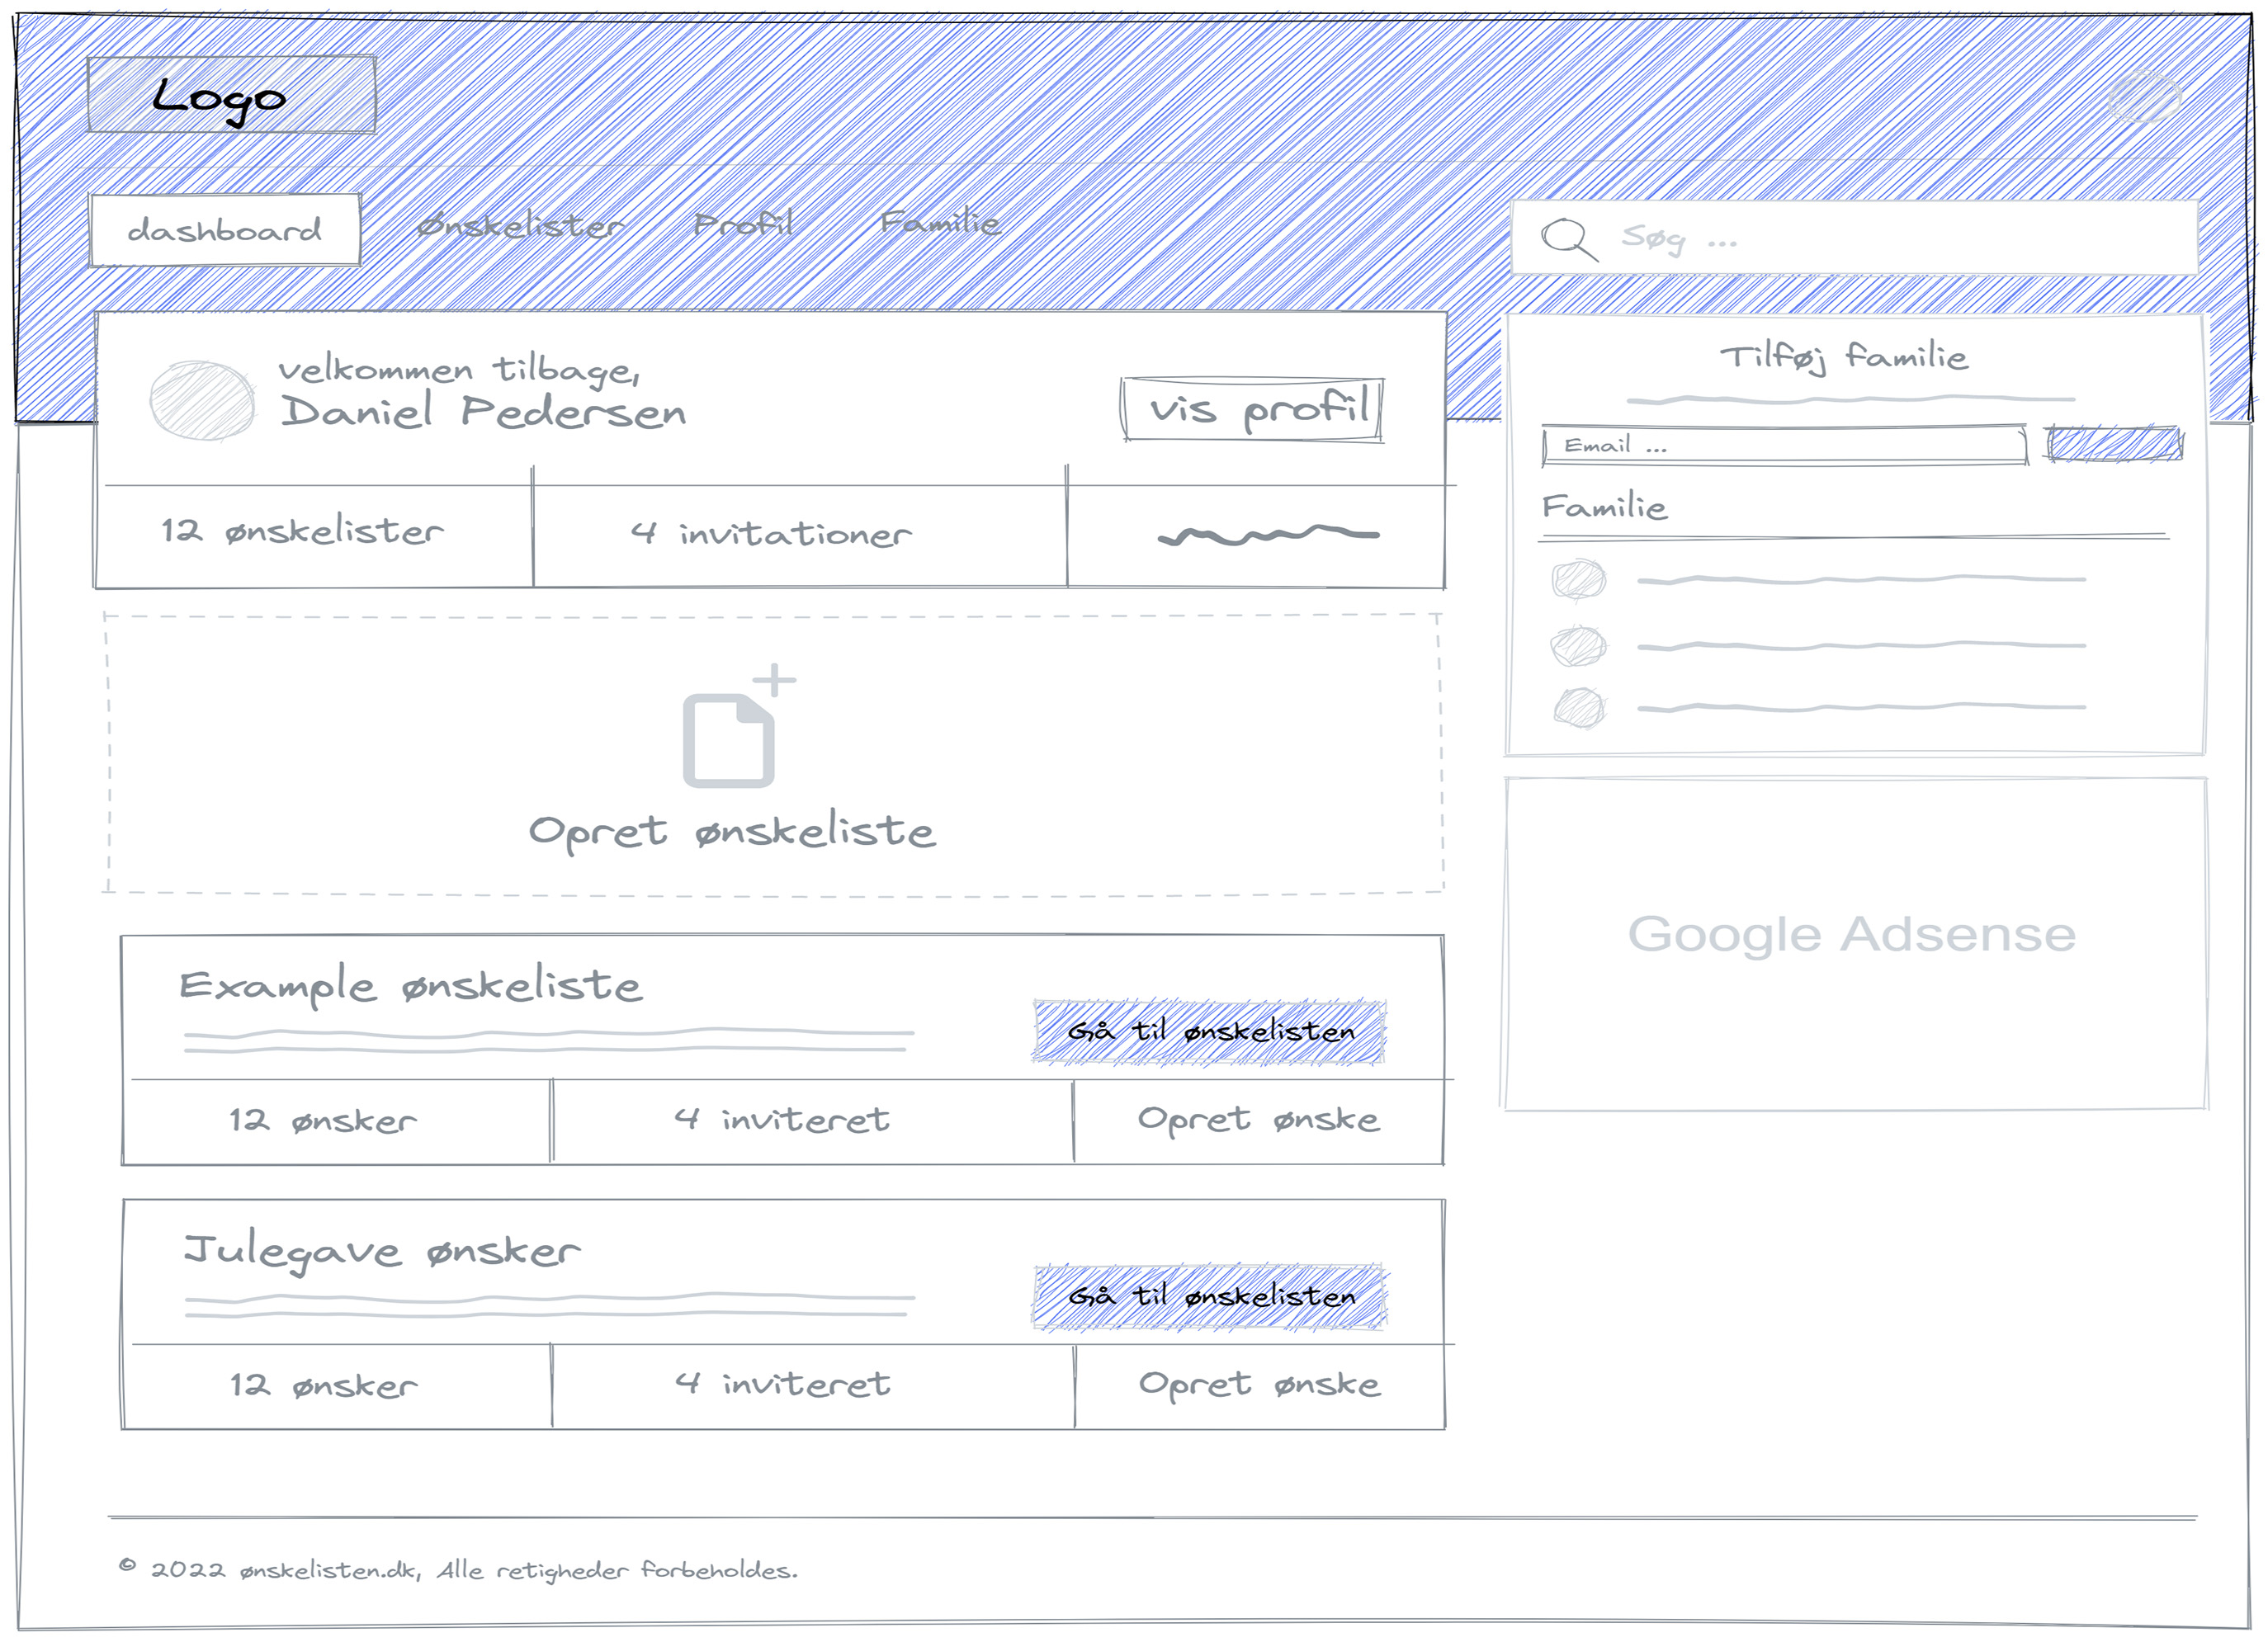 Logo
dashboard
Ønskelister
Profil
Familie
Søg ...
velkommen tilbage,
Daniel Pedersen
vis profil
12 ønskelister
4 invitationer
Opret ønskeliste
Example ønskeliste
Gå til ønskelisten
12 ønsker
4 inviteret
Opret ønske
Julegave ønsker
Gå til ønskelisten
12 ønsker
4 inviteret
Opret ønske
Tilføj familie
Email ...
Familie
Google Adsense
© 2022 ønskelisten.dk, Alle retigheder forbeholdes.